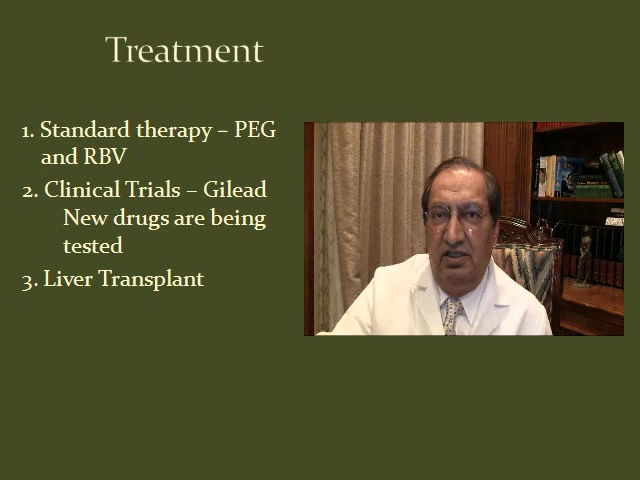 Treatment
1. Standard therapy – PEG
and RBV
2. Clinical Trials – Gilead
New drugs are being
tested
3. Liver Transplant